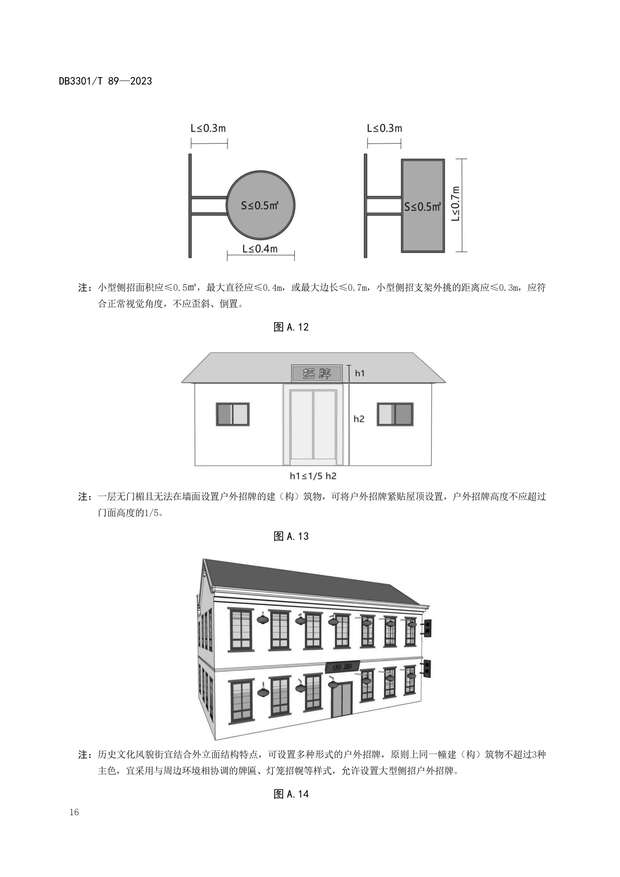 DB3301/T 89—2023
L≤0.3m
L≤0.3m
S≤0.5㎡
S≤0.5㎡
L≤0.7m
L≤0.4m
注：小型侧招面积应≤0.5㎡，最大直径应≤0.4m，或最大边长≤0.7m，小型侧招支架外挑的距离应≤0.3m，应符
合正常视觉角度，不应歪斜、倒置。
图 A.12
招牌
h1
h2
h1≤1/5 h2
注：一层无门楣且无法在墙面设置户外招牌的建（构）筑物，可将户外招牌紧贴屋顶设置，户外招牌高度不应超过
门面高度的1/5。
图 A.13
注：历史文化风貌街宜结合外立面结构特点，可设置多种形式的户外招牌，原则上同一幢建（构）筑物不超过3种
主色，宜采用与周边环境相协调的牌匾、灯笼招幌等样式，允许设置大型侧招户外招牌。
图 A.14
16